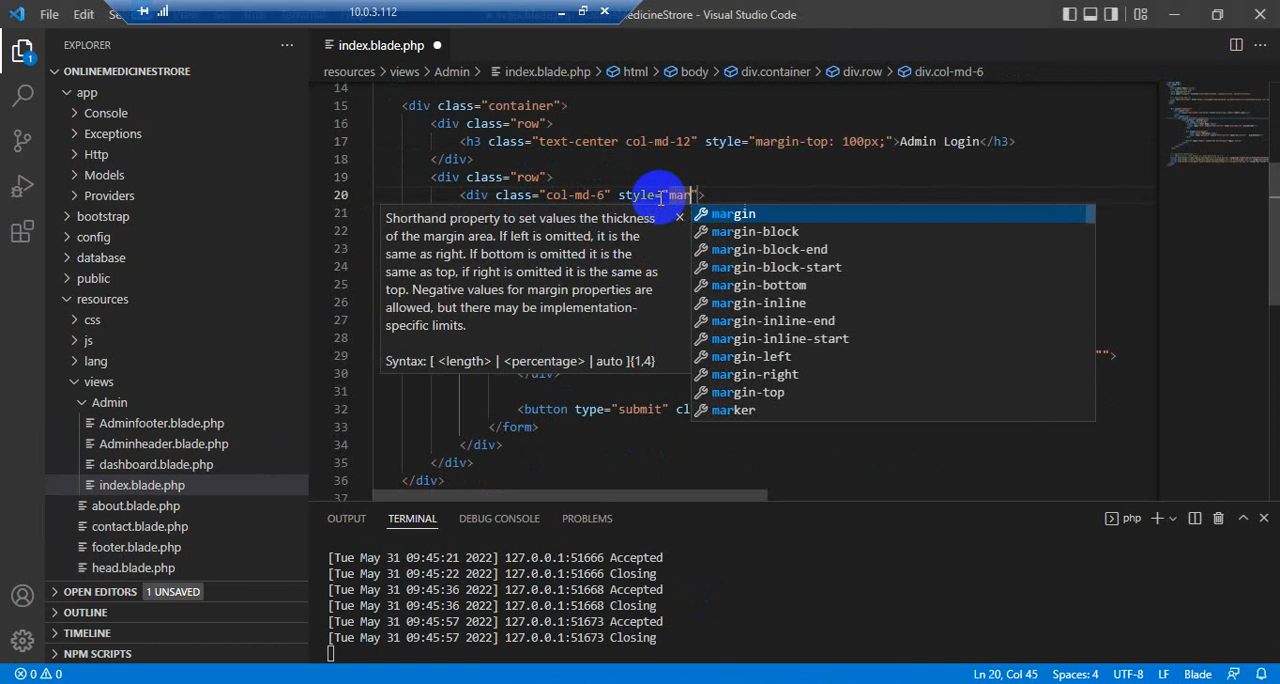 File Edit 10.0.3.112 MedicineStrore - Visual Studio Code
EXPLORER
index.blade.php
ONLINEMEDICINESTRORE
resources > views > Admin > index.blade.php > html > body > div.container > div.row > div.col-md-6
app
Console
Exceptions
Http
Models
Providers
bootstrap
config
database
public
resources
css
js
lang
views
Admin
Adminfooter.blade.php
Adminheader.blade.php
dashboard.blade.php
index.blade.php
about.blade.php
contact.blade.php
footer.blade.php
head.blade.php
OPEN EDITORS 1 UNSAVED
OUTLINE
TIMELINE
NPM SCRIPTS
14
15 <div class="container">
16 <div class="row">
17 <h3 class="text-center col-md-12" style="margin-top: 100px;">Admin Login</h3>
18 </div>
19 <div class="row">
20 <div class="col-md-6" style="mar">
21
22
23
24
25
26
27
28
29 "">
30 </div>
31
32 <button type="submit" cl
33 </form>
34 </div>
35 </div>
36 </div>
37
Shorthand property to set values the thickness
of the margin area. If left is omitted, it is the
same as right. If bottom is omitted it is the
same as top, if right is omitted it is the same as
top. Negative values for margin properties are
allowed, but there may be implementation-
specific limits.
Syntax: [ <length> | <percentage> | auto ]{1,4}
margin
margin-block
margin-block-end
margin-block-start
margin-bottom
margin-inline
margin-inline-end
margin-inline-start
margin-left
margin-right
margin-top
marker
OUTPUT TERMINAL DEBUG CONSOLE PROBLEMS
php
[Tue May 31 09:45:21 2022] 127.0.0.1:51666 Accepted
[Tue May 31 09:45:22 2022] 127.0.0.1:51666 Closing
[Tue May 31 09:45:36 2022] 127.0.0.1:51668 Accepted
[Tue May 31 09:45:36 2022] 127.0.0.1:51668 Closing
[Tue May 31 09:45:57 2022] 127.0.0.1:51673 Accepted
[Tue May 31 09:45:57 2022] 127.0.0.1:51673 Closing
0 0 Ln 20, Col 45 Spaces: 4 UTF-8 LF Blade